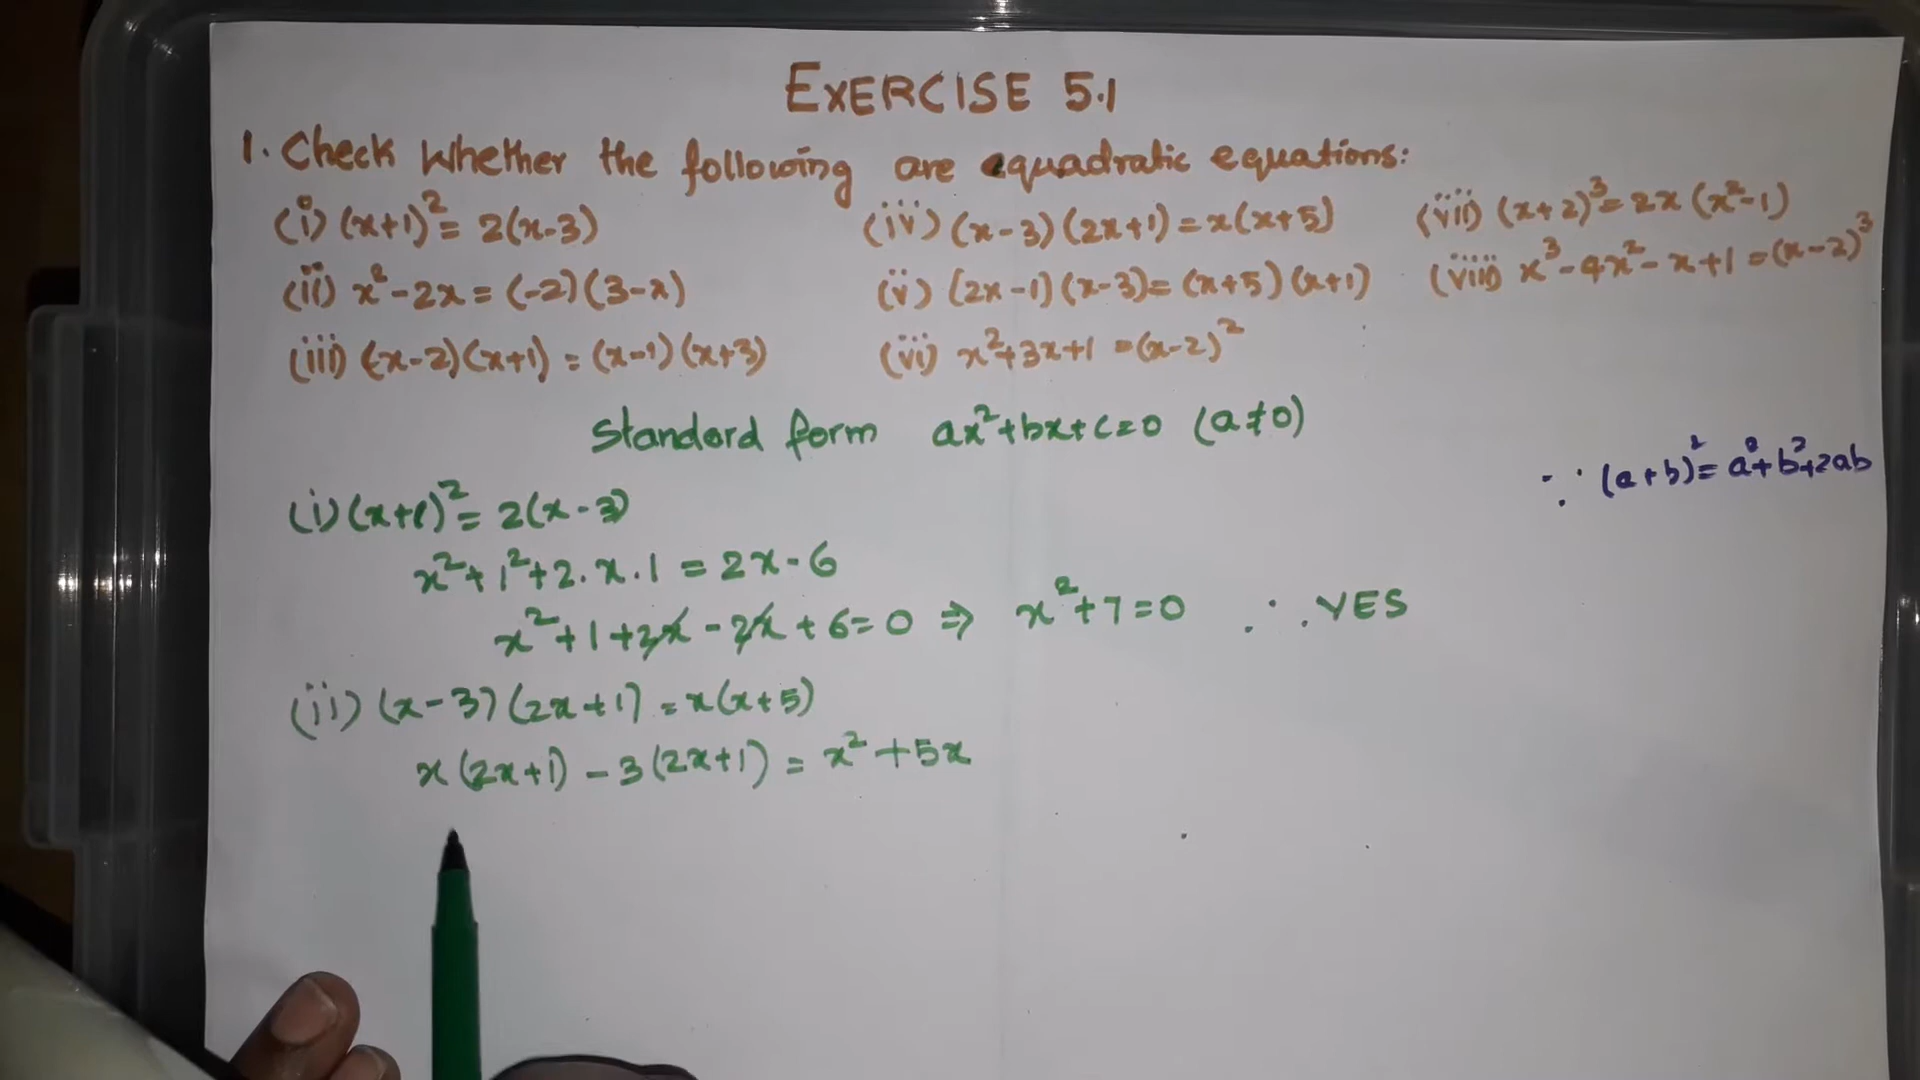 EXERCISE 5.1
1. Check whether the following are equadratic equations:
(i) (x+1)² = 2(x-3)
(ii) x² - 2x = (-2)(3-x)
(iii) (x-2)(x+1) = (x-1)(x+3)
(iv) (x-3)(2x+1) = x(x+5)
(v) (2x-1)(x-3) = (x+5)(x+1)
(vi) x²+3x+1 = (x-2)²
(vii) (x+2)³ = 2x(x²-1)
(viii) x³-4x²-x+1 = (x-2)³
Standard form ax²+bx+c=0 (a≠0)
∵ (a+b)² = a²+b²+2ab
(i) (x+1)² = 2(x-3)
x²+1²+2.x.1 = 2x-6
x²+1+2x-2x+6=0 ⇒ x²+7=0 ∴ YES
(ii) (x-3)(2x+1) = x(x+5)
x(2x+1) - 3(2x+1) = x²+5x